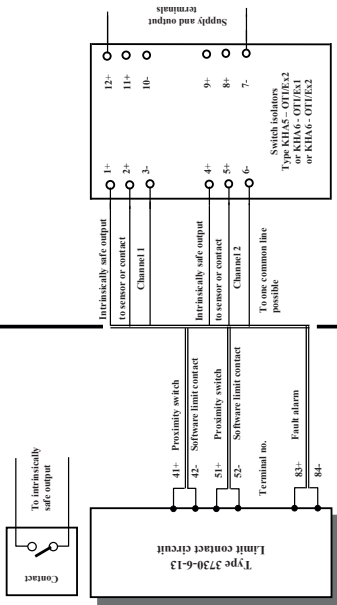 Supply and output
terminals
12+
11+
10-
9+
8+
7-
Switch isolators
Type KHA5 – OTI/Ex2
or KHA6 - OTI/Ex1
or KHA6 - OTI/Ex2
1+
2+
3-
4+
5+
6-
Intrinsically safe output
to sensor or contact
Channel 1
Intrinsically safe output
to sensor or contact
Channel 2
To one common line
possible
41+ Proximity switch
42- Software limit contact
51+ Proximity switch
52- Software limit contact
Terminal no.
83+ Fault alarm
84-
Type 3730-6-13
Limit contact circuit
To intrinsically
safe output
Contact